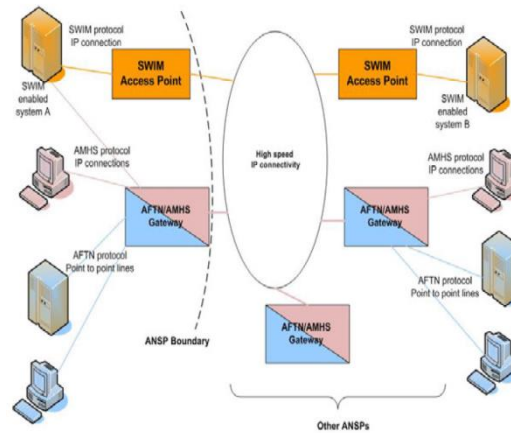 SWIM protocol
IP connection
SWIM
Access Point
SWIM
enabled
system A
AMHS protocol
IP connections
AFTN/AMHS
Gateway
AFTN protocol
Point to point lines
ANSP Boundary
High speed
IP connectivity
SWIM
Access Point
SWIM protocol
IP connection
SWIM
enabled
system B
AMHS protocol
IP connections
AFTN/AMHS
Gateway
AFTN protocol
Point to point lines
AFTN/AMHS
Gateway
Other ANSPs